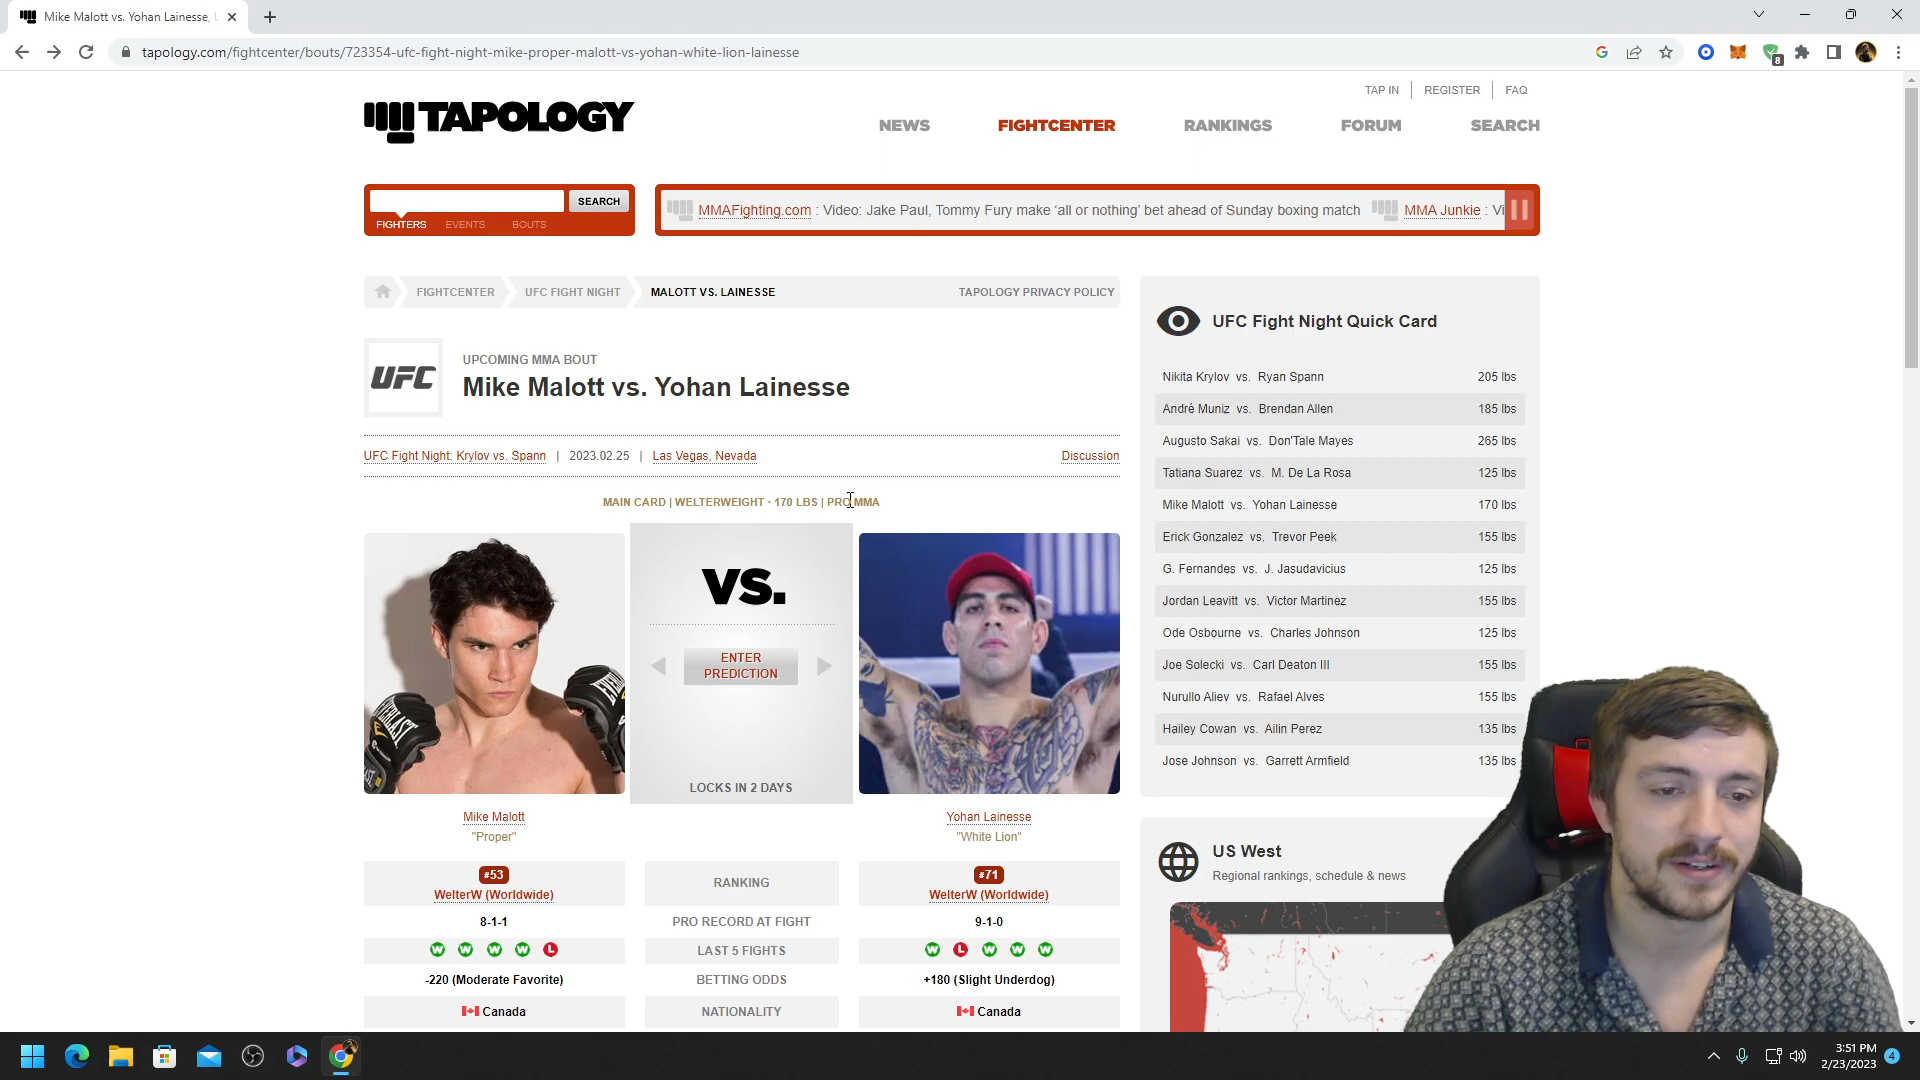 Mike Malott vs. Yohan Lainesse,
tapology.com/fightcenter/bouts/723354-ufc-fight-night-mike-proper-malott-vs-yohan-white-lion-lainesse
8
TAP IN
REGISTER
FAQ
TAPOLOGY
NEWS
FIGHTCENTER
RANKINGS
FORUM
SEARCH
SEARCH
FIGHTERS
EVENTS
BOUTS
MMAFighting.com : Video: Jake Paul, Tommy Fury make ‘all or nothing’ bet ahead of Sunday boxing match
MMA Junkie : Vi
FIGHTCENTER
UFC FIGHT NIGHT
MALOTT VS. LAINESSE
TAPOLOGY PRIVACY POLICY
UFC
UPCOMING MMA BOUT
Mike Malott vs. Yohan Lainesse
UFC Fight Night: Krylov vs. Spann | 2023.02.25 | Las Vegas, Nevada
Discussion
MAIN CARD | WELTERWEIGHT · 170 LBS | PRO MMA
EVERLAST
VS.
ENTER
PREDICTION
LOCKS IN 2 DAYS
Mike Malott
"Proper"
Yohan Lainesse
"White Lion"
#53
WelterW (Worldwide)
RANKING
#71
WelterW (Worldwide)
8-1-1
PRO RECORD AT FIGHT
9-1-0
W W W W L
LAST 5 FIGHTS
W L W W W
-220 (Moderate Favorite)
BETTING ODDS
+180 (Slight Underdog)
Canada
NATIONALITY
Canada
UFC Fight Night Quick Card
Nikita Krylov vs. Ryan Spann 205 lbs
André Muniz vs. Brendan Allen 185 lbs
Augusto Sakai vs. Don'Tale Mayes 265 lbs
Tatiana Suarez vs. M. De La Rosa 125 lbs
Mike Malott vs. Yohan Lainesse 170 lbs
Erick Gonzalez vs. Trevor Peek 155 lbs
G. Fernandes vs. J. Jasudavicius 125 lbs
Jordan Leavitt vs. Victor Martinez 155 lbs
Ode Osbourne vs. Charles Johnson 125 lbs
Joe Solecki vs. Carl Deaton III 155 lbs
Nurullo Aliev vs. Rafael Alves 155 lbs
Hailey Cowan vs. Ailin Perez 135 lbs
Jose Johnson vs. Garrett Armfield 135 lbs
US West
Regional rankings, schedule & news
3:51 PM
2/23/2023
4